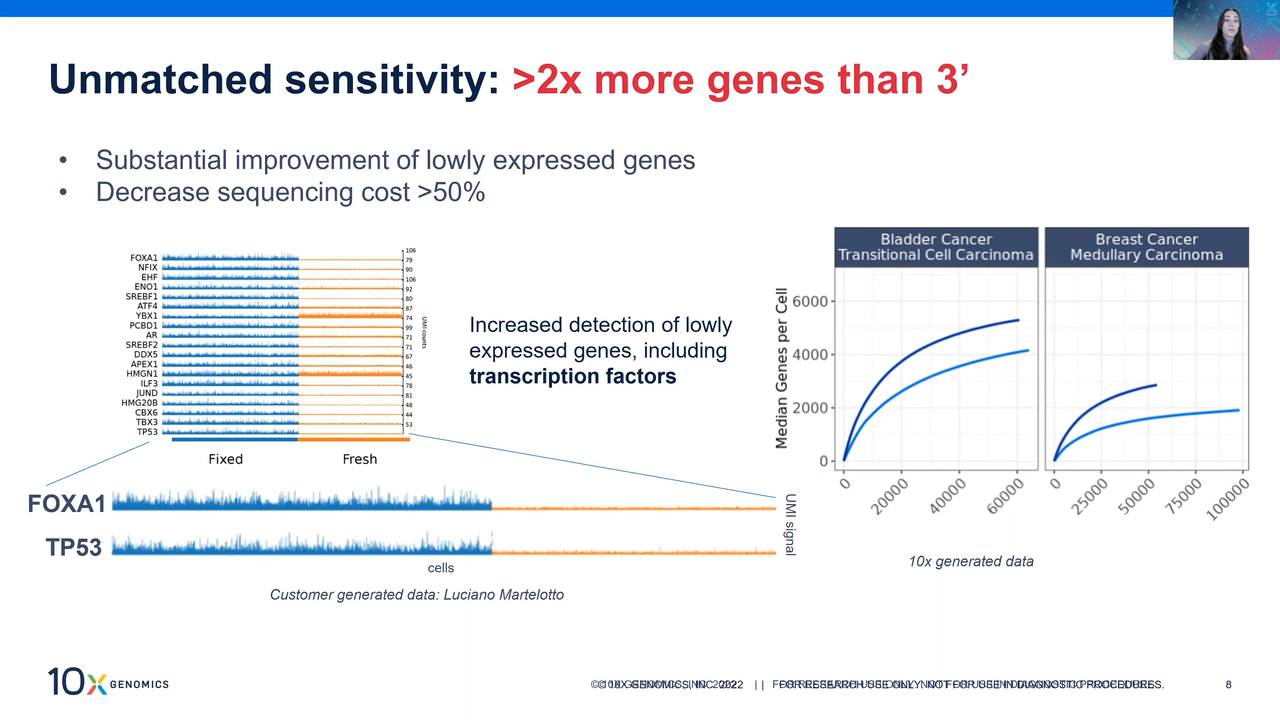 Unmatched sensitivity: >2x more genes than 3’
• Substantial improvement of lowly expressed genes
• Decrease sequencing cost >50%
FOXA1
NFIX
EHF
ENO1
SREBF1
ATF4
YBX1
PCBD1
AR
SREBF2
DDX5
APEX1
HMGN1
ILF3
JUND
HMG20B
CBX6
TBX3
TP53
106
79
90
106
92
80
87
74
99
71
71
67
46
45
78
81
48
44
53
UMI counts
Fixed Fresh
Increased detection of lowly
expressed genes, including
transcription factors
FOXA1
TP53
UMI signal
cells
Customer generated data: Luciano Martelotto
Bladder Cancer
Transitional Cell Carcinoma
Breast Cancer
Medullary Carcinoma
Median Genes per Cell
6000
4000
2000
0
0 20000 40000 60000
0 25000 50000 75000 100000
10x generated data
10x GENOMICS
© 10X GENOMICS, INC. 2022 | FOR RESEARCH USE ONLY. NOT FOR USE IN DIAGNOSTIC PROCEDURES.
8